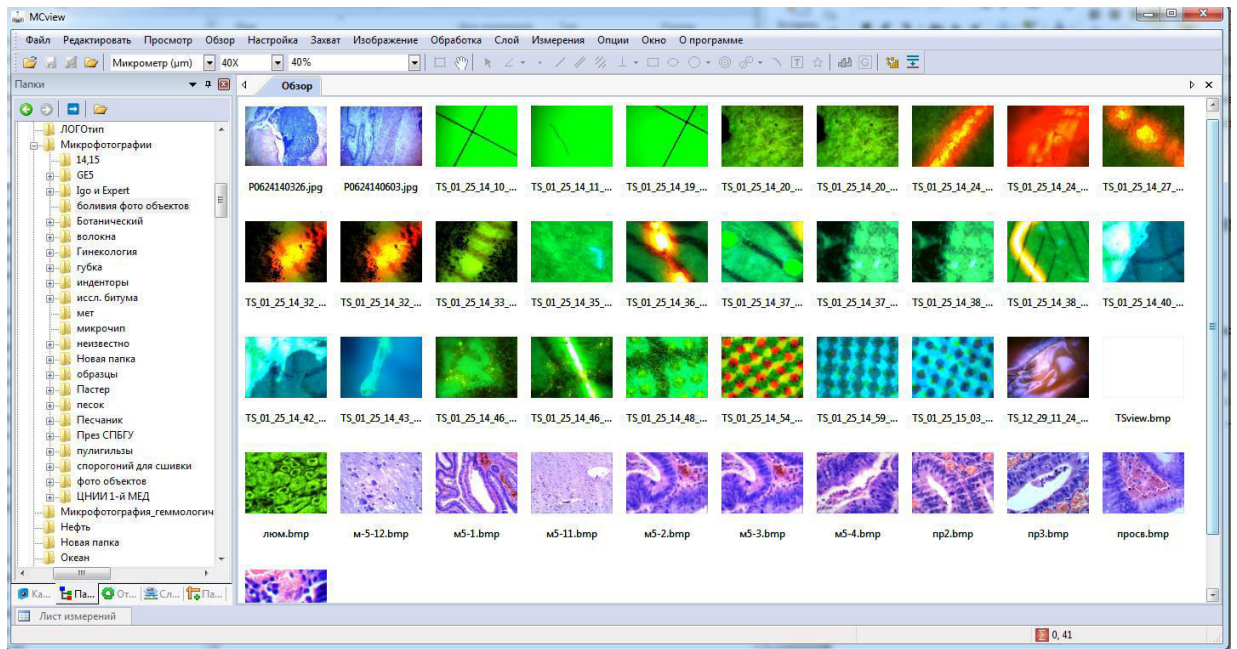 MCview
Файл Редактировать Просмотр Обзор Настройка Захват Изображение Обработка Слой Измерения Опции Окно О программе
Микрометр (μm) 40X 40%
Папки
Обзор
ЛОГОтип
Микрофотографии
14,15
GE5
Igo и Expert
боливия фото объектов
Ботанический
волокна
Гинекология
губка
инденторы
иссл. битума
мет
микрочип
неизвестно
Новая папка
образцы
Пастер
песок
Песчаник
През СПБГУ
пулигильзы
спорогоний для сшивки
фото объектов
ЦНИИ 1-й МЕД
Микрофотография_геммологич
Нефть
Новая папка
Океан
Ка... Па... От... Сл... Па...
P0624140326.jpg P0624140603.jpg TS_01_25_14_10_... TS_01_25_14_11_... TS_01_25_14_19_... TS_01_25_14_20_... TS_01_25_14_20_... TS_01_25_14_24_... TS_01_25_14_24_... TS_01_25_14_27_...
TS_01_25_14_32_... TS_01_25_14_32_... TS_01_25_14_33_... TS_01_25_14_35_... TS_01_25_14_36_... TS_01_25_14_37_... TS_01_25_14_37_... TS_01_25_14_38_... TS_01_25_14_38_... TS_01_25_14_40_...
TS_01_25_14_42_... TS_01_25_14_43_... TS_01_25_14_46_... TS_01_25_14_46_... TS_01_25_14_48_... TS_01_25_14_54_... TS_01_25_14_59_... TS_01_25_15_03_... TS_12_29_11_24_... TSview.bmp
люм.bmp м-5-12.bmp м5-1.bmp м5-11.bmp м5-2.bmp м5-3.bmp м5-4.bmp пр2.bmp пр3.bmp просв.bmp
Лист измерений
0, 41